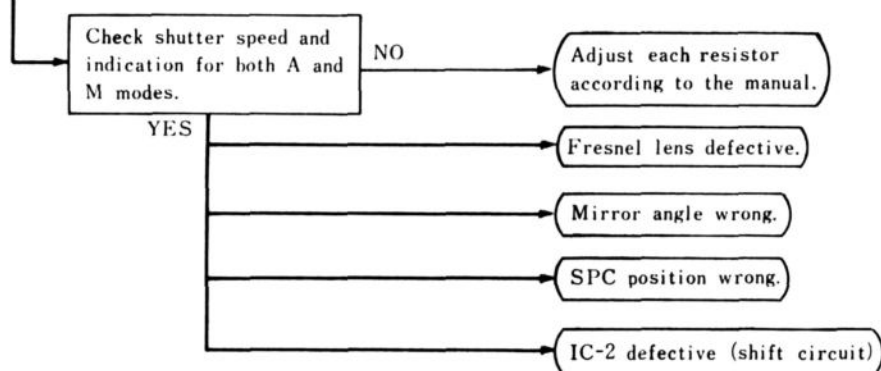 Check shutter speed and
indication for both A and
M modes.
NO
Adjust each resistor
according to the manual.
YES
Fresnel lens defective.
Mirror angle wrong.
SPC position wrong.
IC-2 defective (shift circuit)